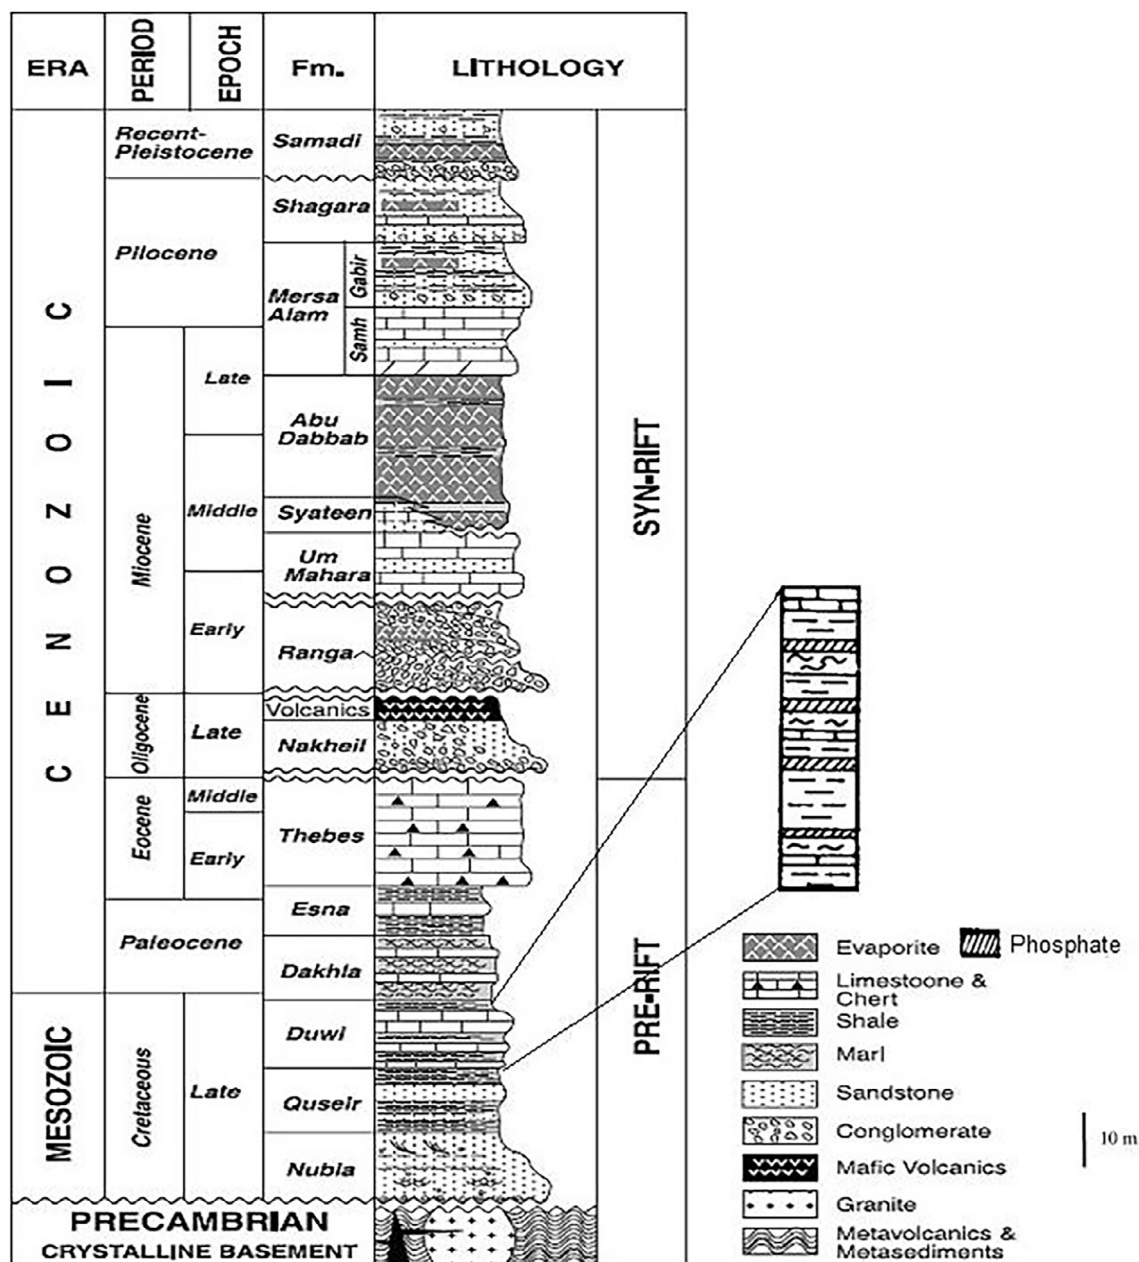 ERA
PERIOD
EPOCH
Fm.
LITHOLOGY
CENOZOIC
MESOZOIC
Recent-
Pleistocene
Pliocene
Miocene
Late
Middle
Early
Oligocene
Late
Eocene
Middle
Early
Paleocene
Cretaceous
Late
Samadi
Shagara
Mersa
Alam
Gabir
Samh
Abu
Dabbab
Syateen
Um
Mahara
Ranga
Volcanics
Nakheil
Thebes
Esna
Dakhla
Duwi
Quseir
Nubia
PRECAMBRIAN
CRYSTALLINE BASEMENT
SYN-RIFT
PRE-RIFT
Evaporite
Phosphate
Limestoone &
Chert
Shale
Marl
Sandstone
Conglomerate
Mafic Volcanics
Granite
Metavolcanics &
Metasediments
10 m